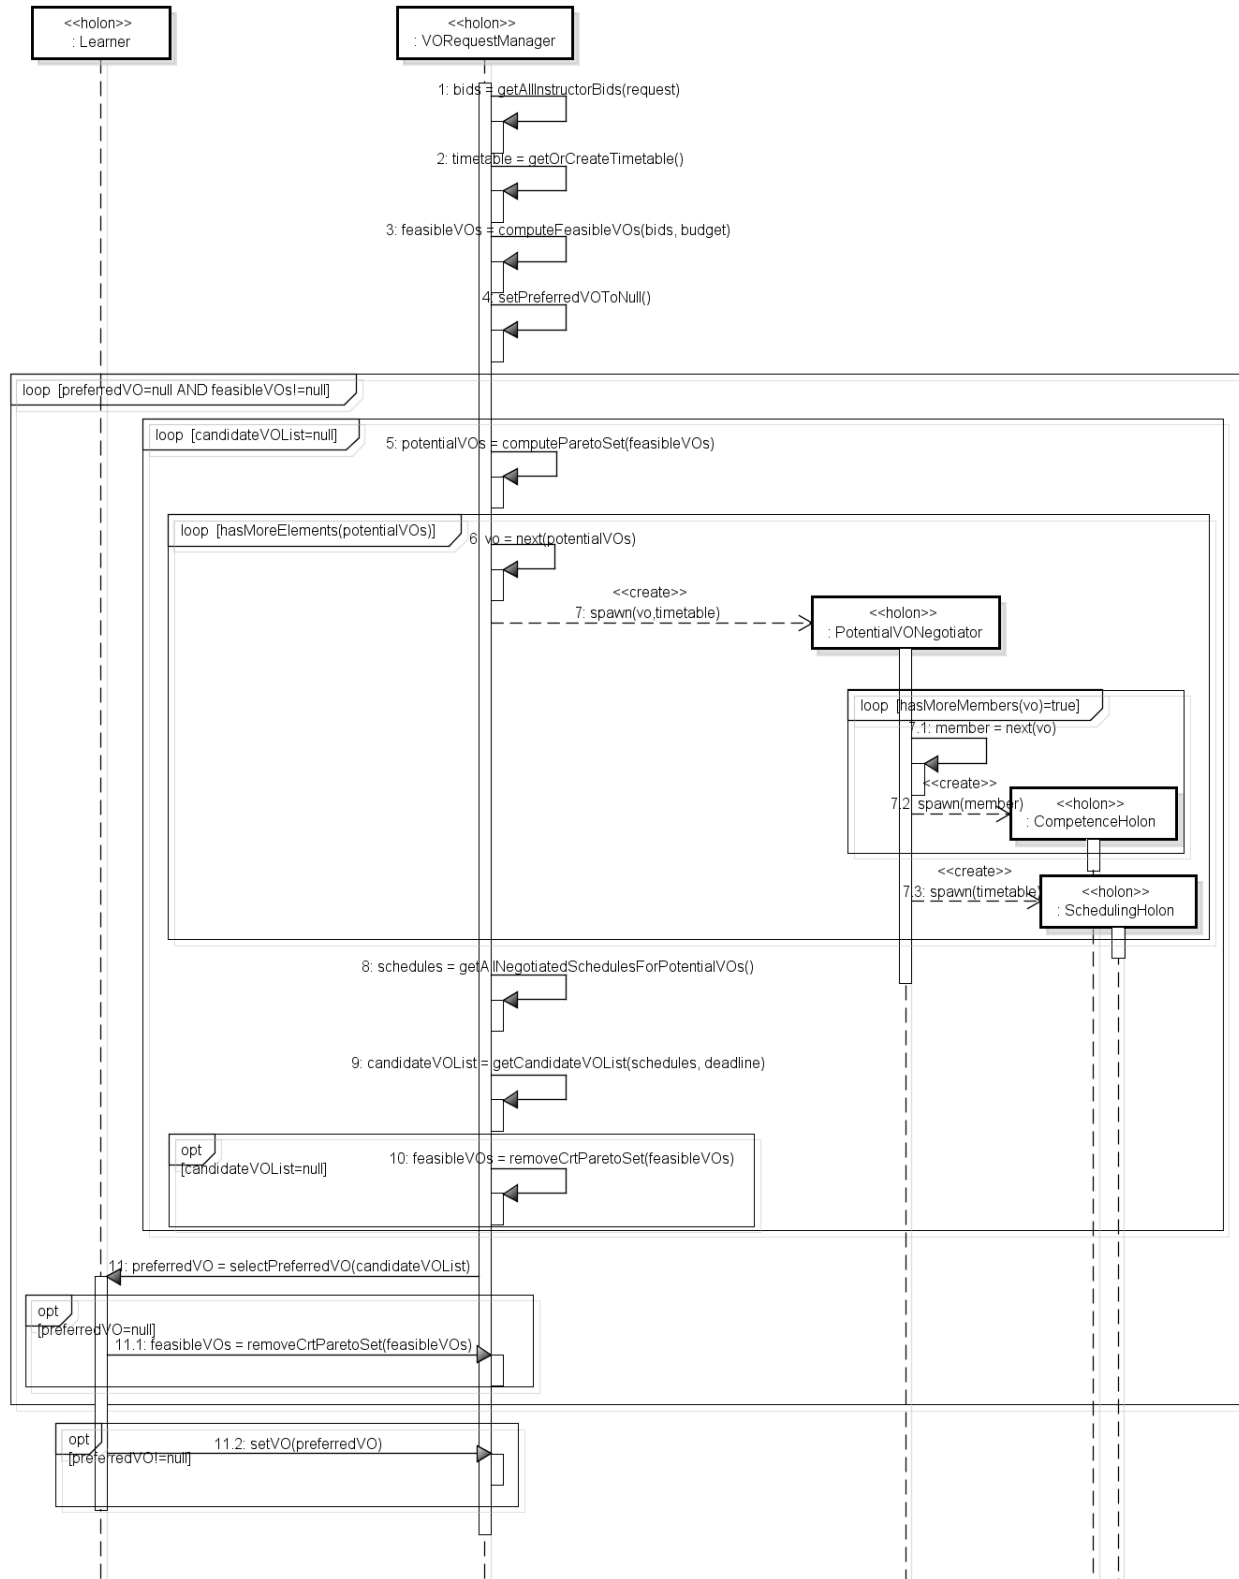 <<holon>>
: Learner
<<holon>>
: VORequestManager
1: bids = getAllInstructorBids(request)
2: timetable = getOrCreateTimetable()
3: feasibleVOs = computeFeasibleVOs(bids, budget)
4: setPreferredVOToNull()
loop [preferredVO=null AND feasibleVOs!=null]
loop [candidateVOList=null]
5: potentialVOs = computeParetoSet(feasibleVOs)
loop [hasMoreElements(potentialVOs)]
6: vo = next(potentialVOs)
<<create>>
7: spawn(vo,timetable)
<<holon>>
: PotentialVONegotiator
loop [hasMoreMembers(vo)=true]
7.1: member = next(vo)
<<create>>
7.2: spawn(member)
<<holon>>
: CompetenceHolon
<<create>>
7.3: spawn(timetable)
<<holon>>
: SchedulingHolon
8: schedules = getAllNegotiatedSchedulesForPotentialVOs()
9: candidateVOList = getCandidateVOList(schedules, deadline)
opt
[candidateVOList=null]
10: feasibleVOs = removeCrtParetoSet(feasibleVOs)
11: preferredVO = selectPreferredVO(candidateVOList)
opt
[preferredVO=null]
11.1: feasibleVOs = removeCrtParetoSet(feasibleVOs)
opt
[preferredVO!=null]
11.2: setVO(preferredVO)